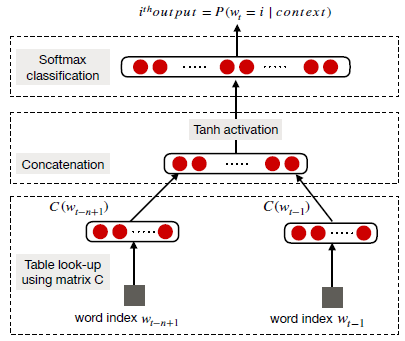 i^{th} output = P(w_t = i | context)
Softmax
classification
Tanh activation
Concatenation
C(w_{t−n+1})
C(w_{t−1})
Table look-up
using matrix C
word index w_{t−n+1}
word index w_{t−1}